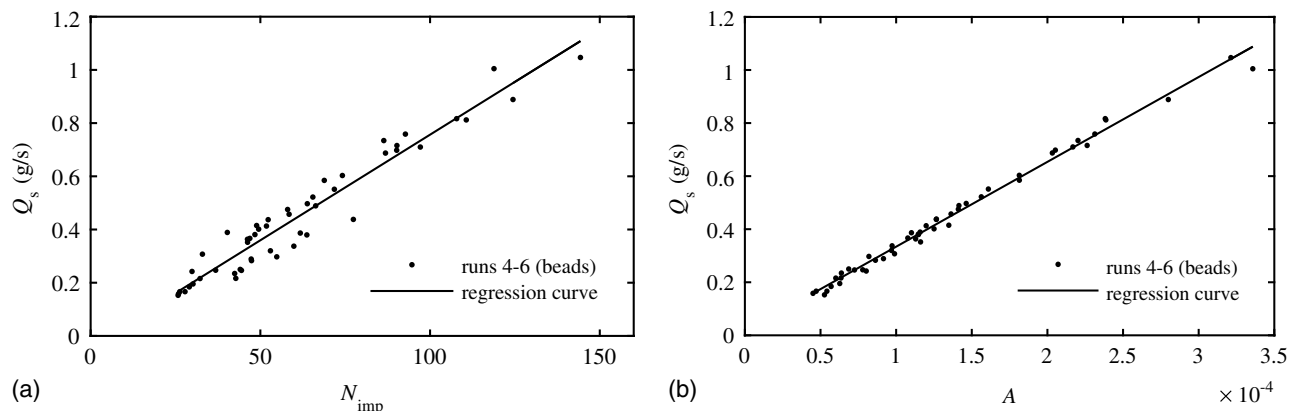 1.2
1
0.8
0.6
0.4
0.2
0
Q_s (g/s)
runs 4-6 (beads)
regression curve
0 50 100 150
(a) N_imp
1.2
1
0.8
0.6
0.4
0.2
0
Q_s (g/s)
runs 4-6 (beads)
regression curve
0 0.5 1 1.5 2 2.5 3 3.5
(b) A × 10⁻⁴